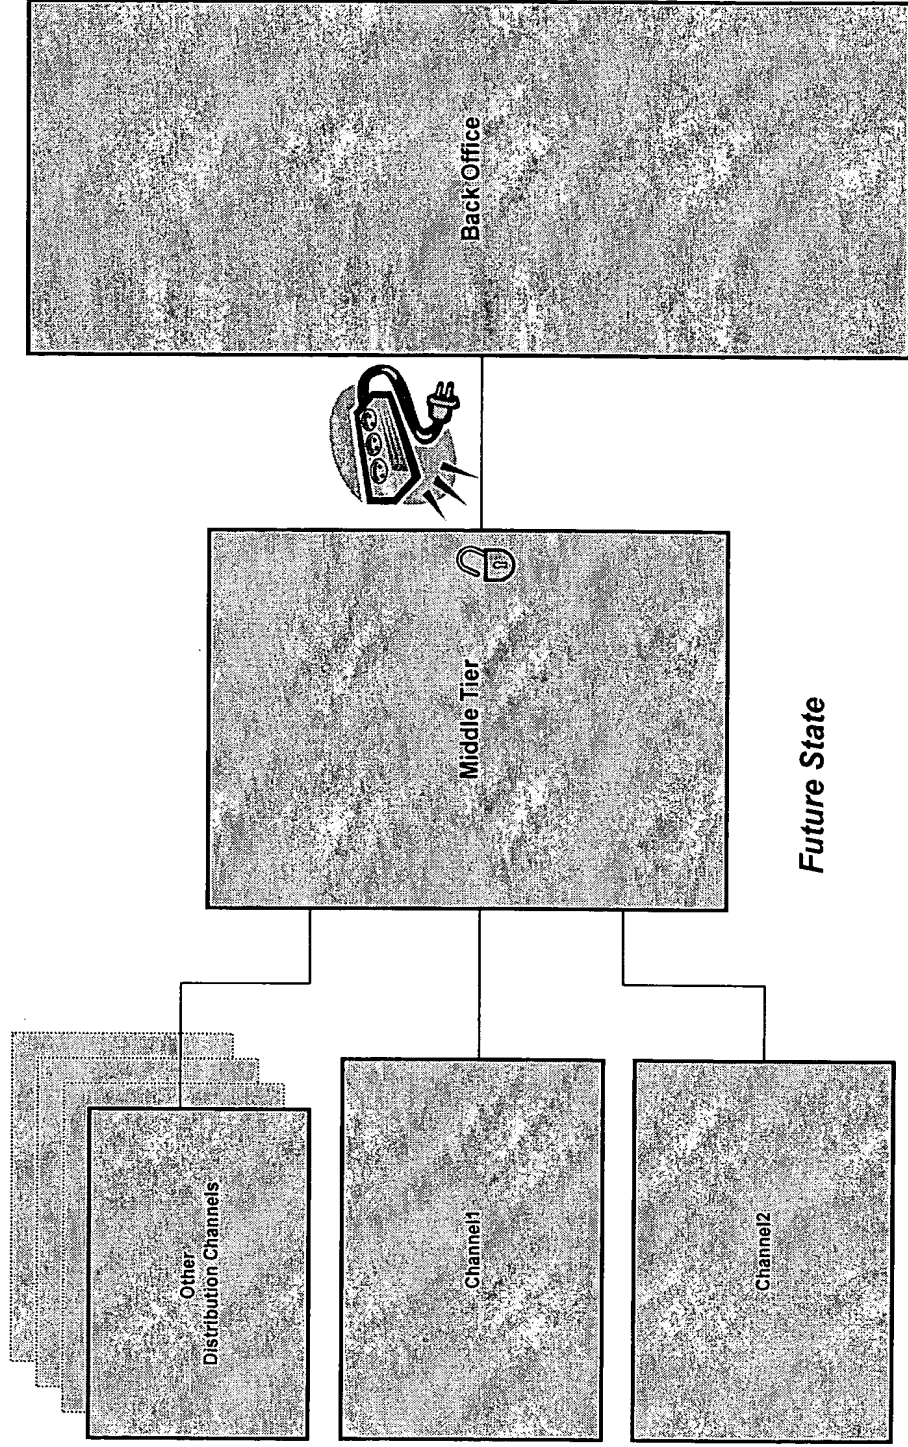 Other
Distribution Channels
Channel1
Channel2
Middle Tier
Back Office
Future State